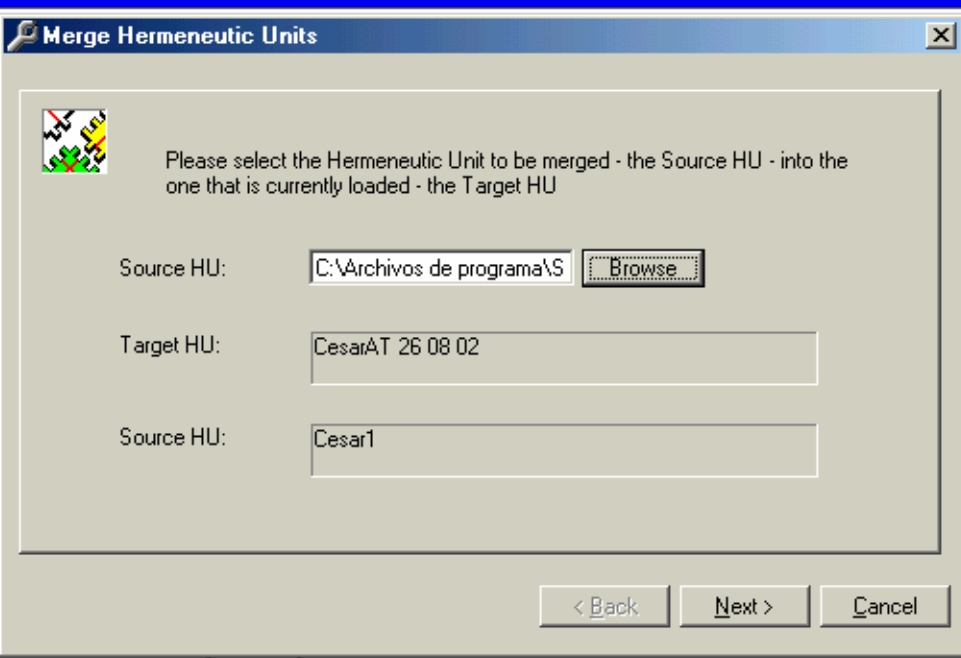 Merge Hermeneutic Units
Please select the Hermeneutic Unit to be merged - the Source HU - into the
one that is currently loaded - the Target HU
Source HU: C:\Archivos de programa\S Browse
Target HU: CesarAT 26 08 02
Source HU: Cesar1
< Back Next > Cancel